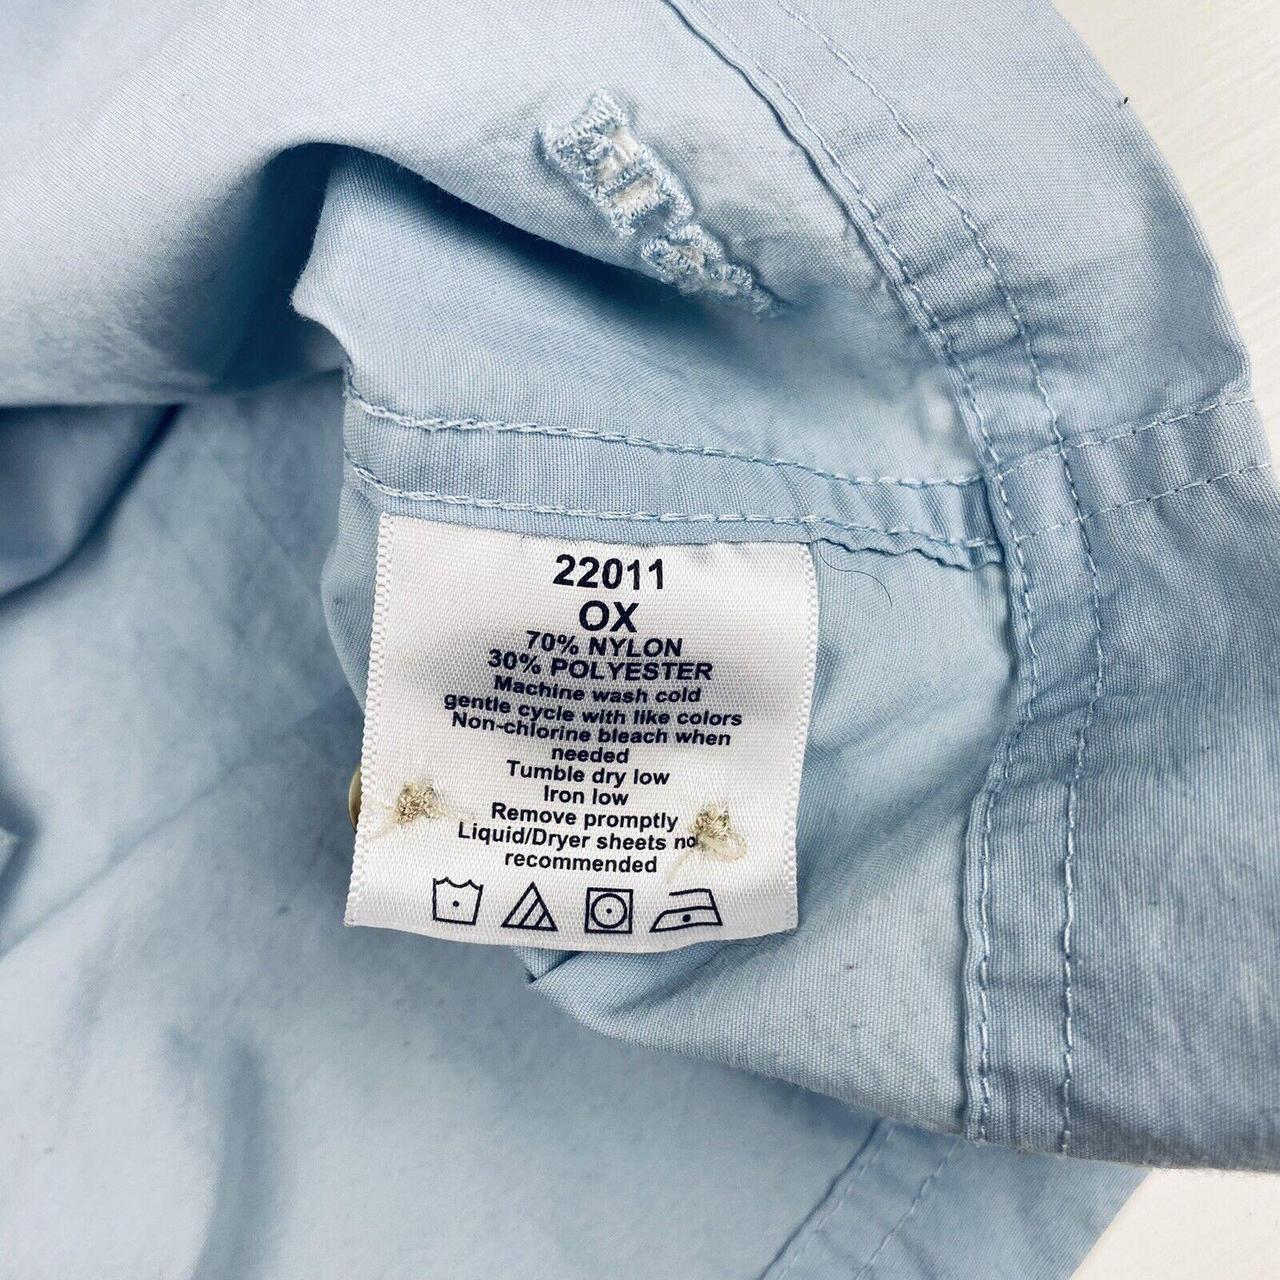 22011
OX
70% NYLON
30% POLYESTER
Machine wash cold
gentle cycle with like colors
Non-chlorine bleach when
needed
Tumble dry low
Iron low
Remove promptly
Liquid/Dryer sheets no
recommended